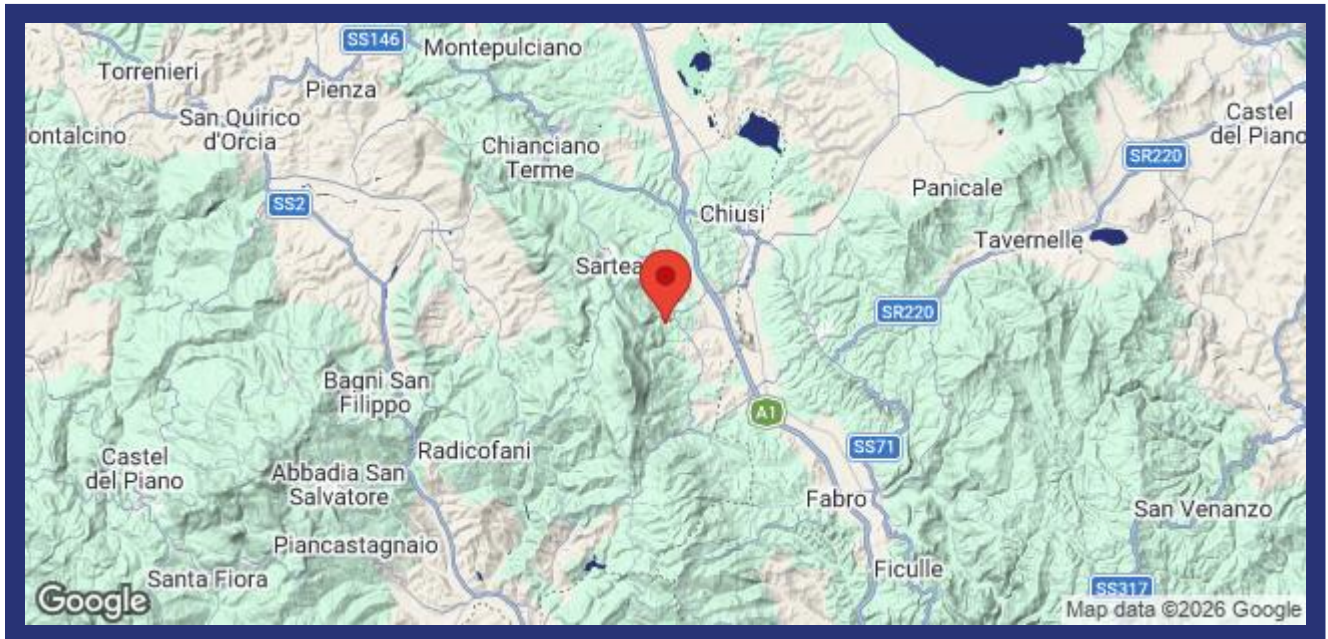 SS146
Montepulciano
Torrenieri
Pienza
San Quirico
d'Orcia
Castel
del Piano
Chianciano
Terme
SR220
Panicale
SS2
Chiusi
Tavernelle
SR220
Bagni San
Filippo
A1
SS71
Radicofani
Castel
del Piano
Abbadia San
Salvatore
Fabro
San Venanzo
Piancastagnaio
Ficulle
Santa Fiora
SS317
Google
Map data ©2026 Google